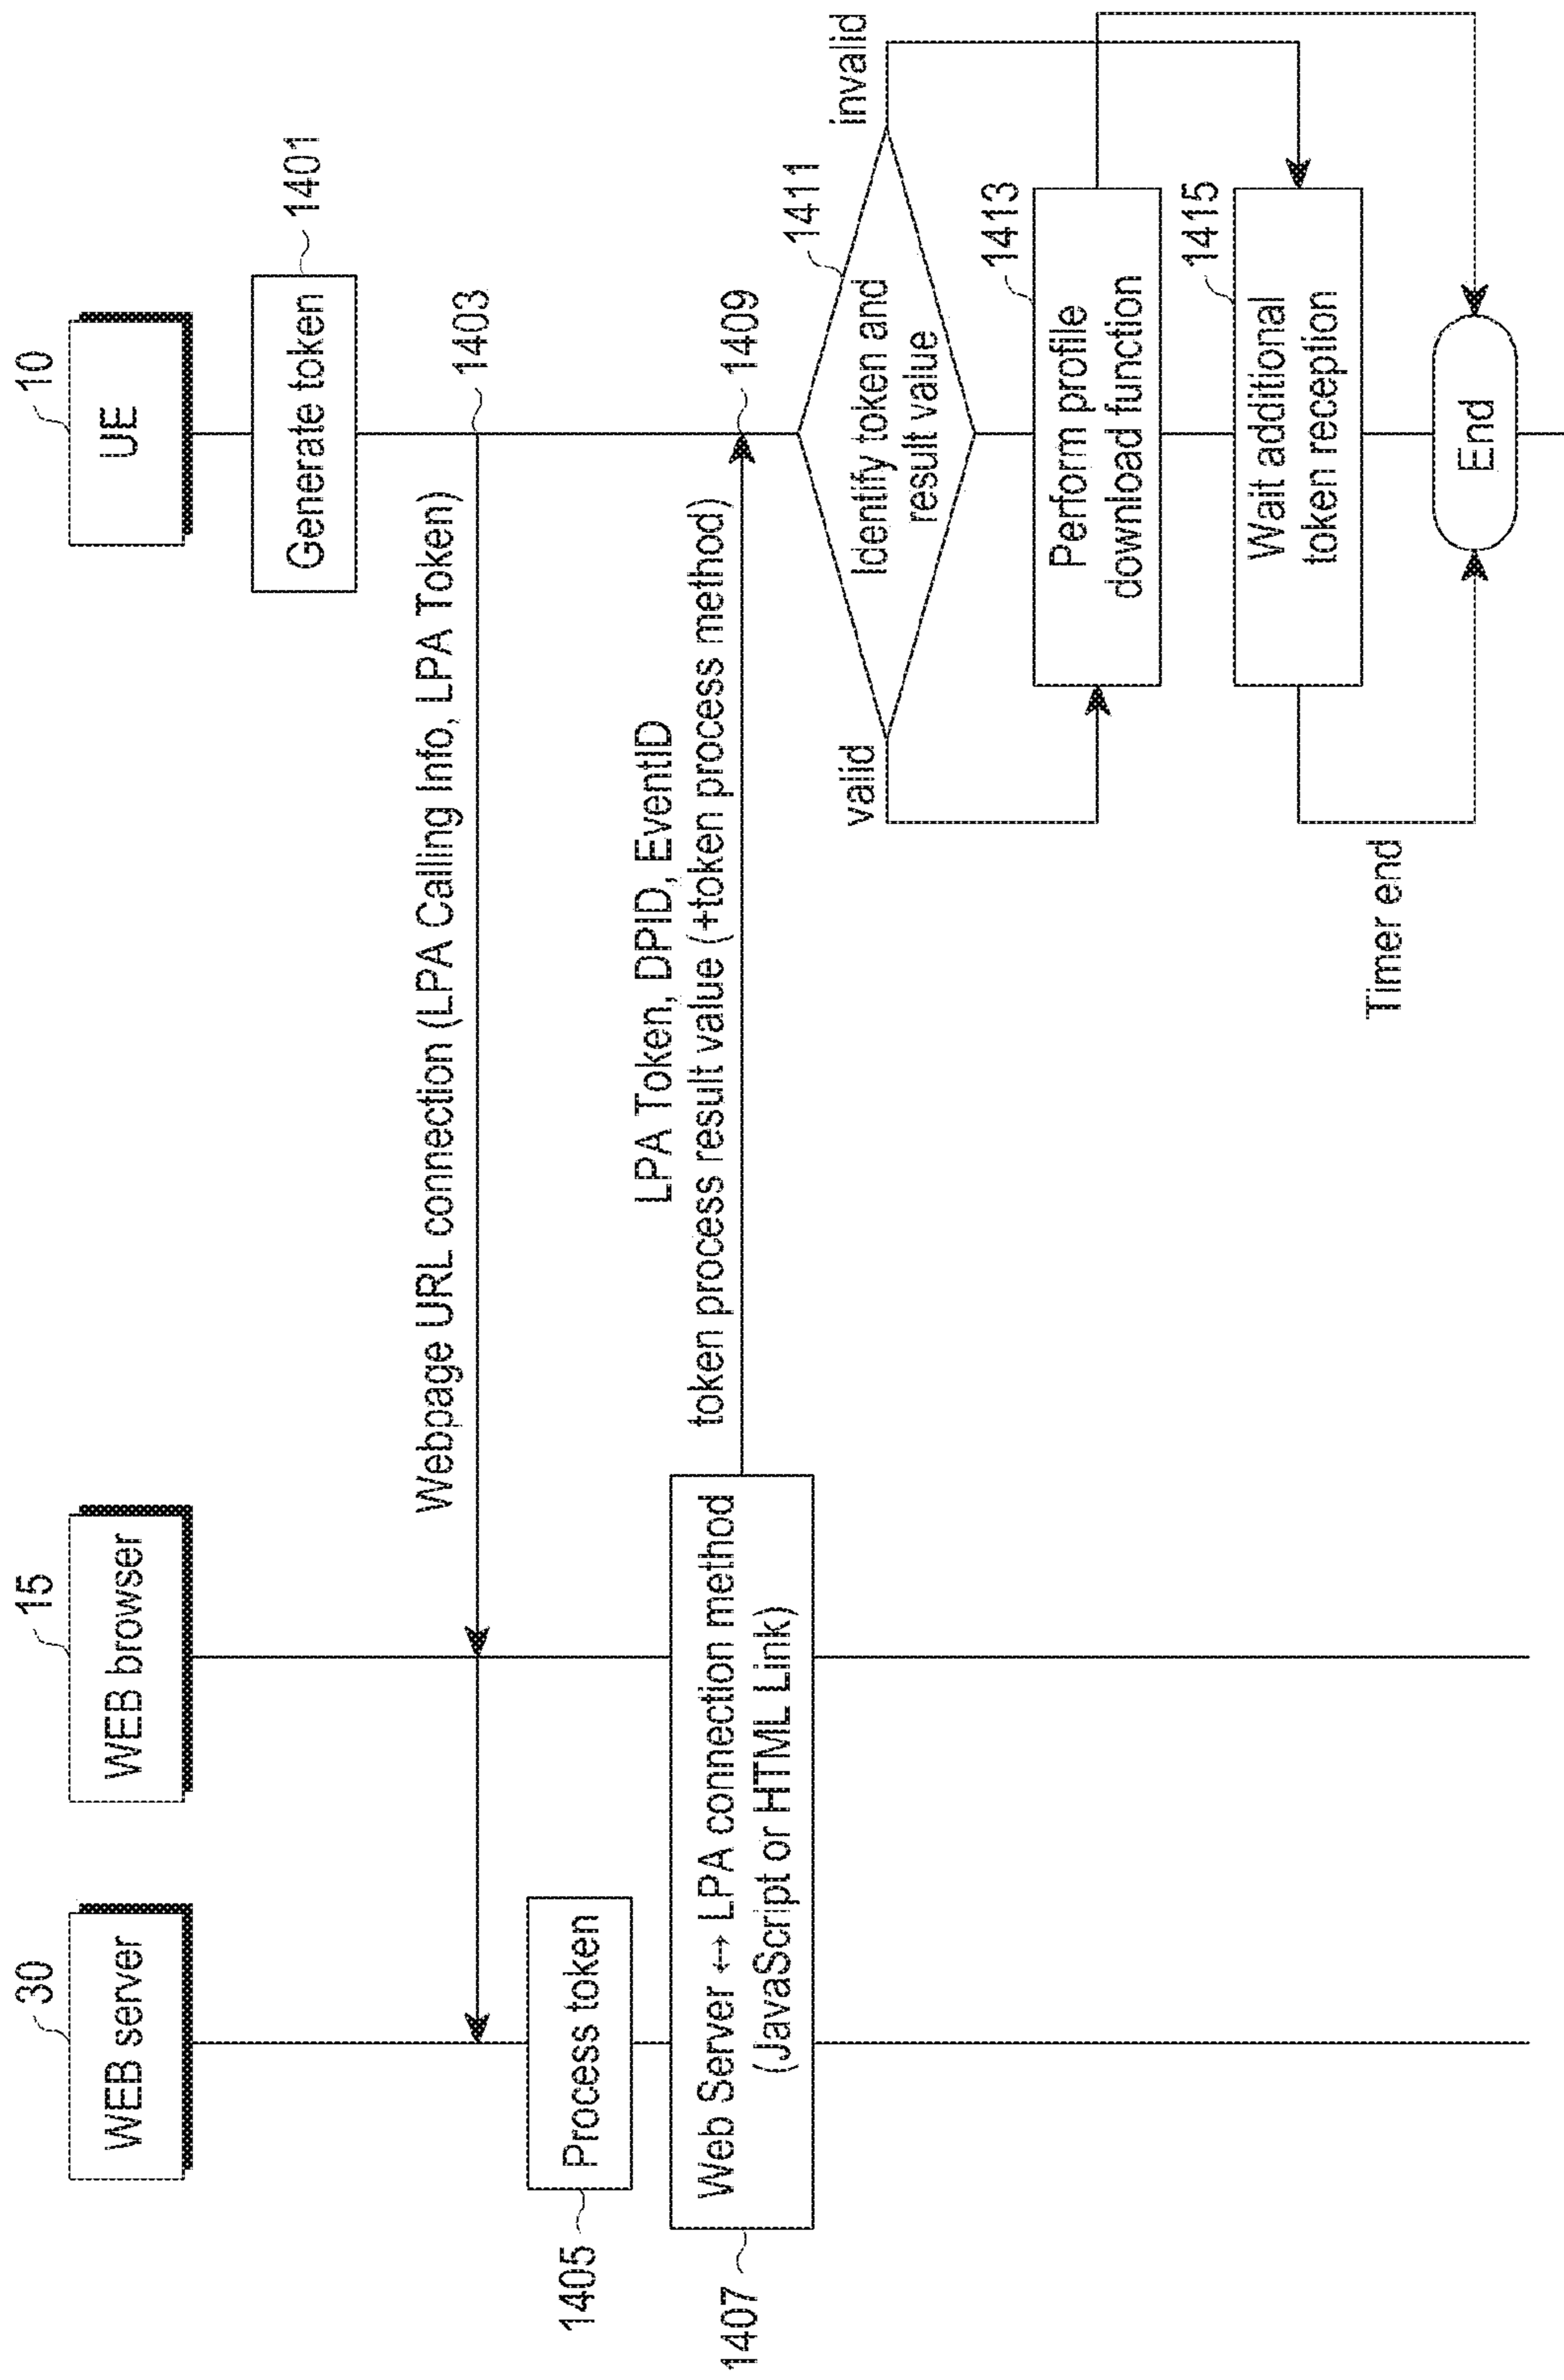 30
WEB server
15
WEB browser
10
UE
Generate token
1401
Webpage URL connection (LPA Calling Info, LPA Token)
1403
Process token
1405
Web Server ↔ LPA connection method
(JavaScript or HTML Link)
1407
LPA Token, DPID, EventID
token process result value (+token process method)
1409
valid
Identify token and
result value
1411
invalid
Perform profile
download function
1413
Wait additional
token reception
1415
Timer end
End